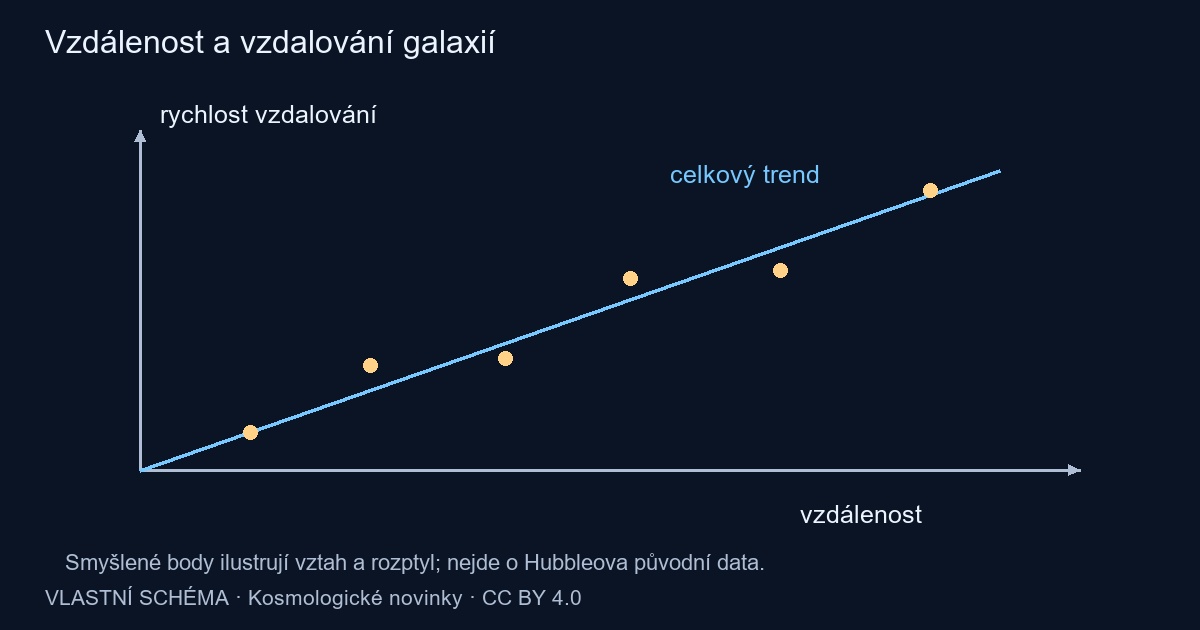 Vzdálenost a vzdalování galaxií
rychlost vzdalování
celkový trend
vzdálenost
Smyšlené body ilustrují vztah a rozptyl; nejde o Hubbleova původní data.
VLASTNÍ SCHÉMA · Kosmologické novinky · CC BY 4.0